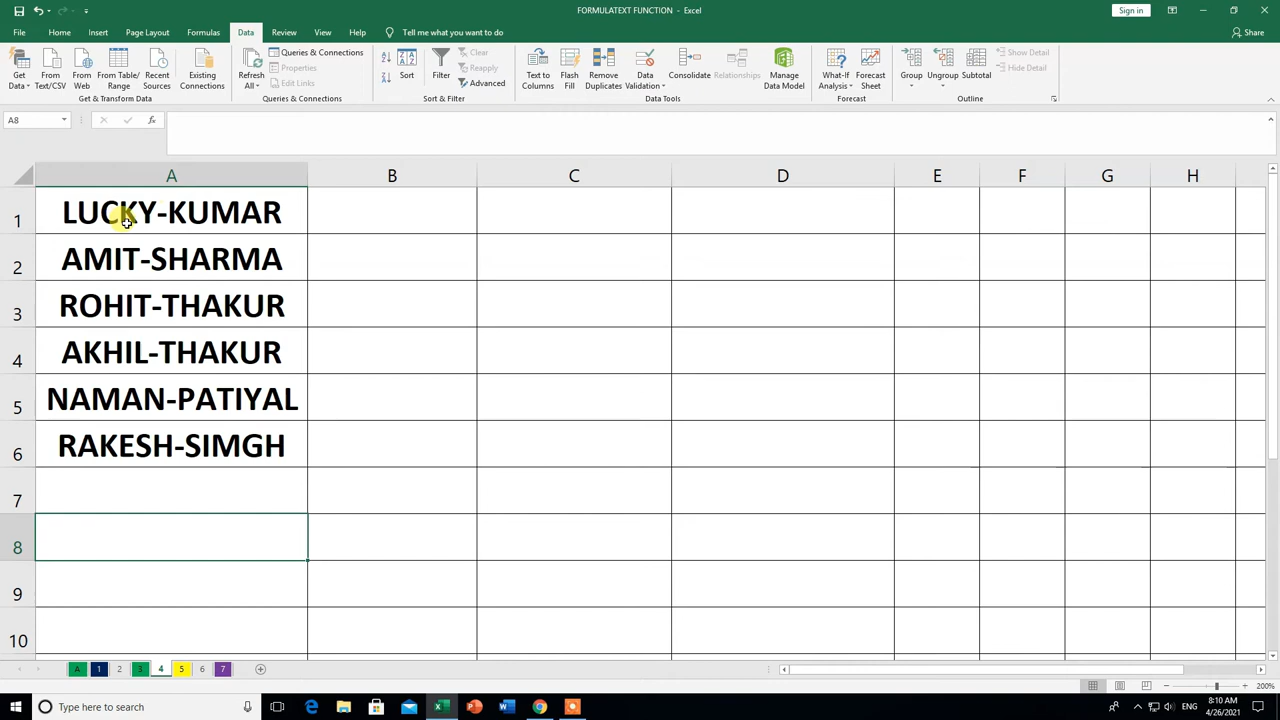 FORMULATEXT FUNCTION - Excel
Sign in
File Home Insert Page Layout Formulas Data Review View Help Tell me what you want to do Share
Get Data
From Text/CSV
From Web
From Table/Range
Recent Sources
Existing Connections
Get & Transform Data
Refresh All
Queries & Connections
Properties
Edit Links
Queries & Connections
Sort
Filter
Clear
Reapply
Advanced
Sort & Filter
Text to Columns
Flash Fill
Remove Duplicates
Data Validation
Consolidate
Relationships
Manage Data Model
Data Tools
What-If Analysis
Forecast Sheet
Forecast
Group
Ungroup
Subtotal
Show Detail
Hide Detail
Outline
A8 fx
A B C D E F G H
1 LUCKY-KUMAR
2 AMIT-SHARMA
3 ROHIT-THAKUR
4 AKHIL-THAKUR
5 NAMAN-PATIYAL
6 RAKESH-SIMGH
7
8
9
10
A 1 2 3 4 5 6 7
200%
Type here to search
ENG
8:10 AM
4/26/2021